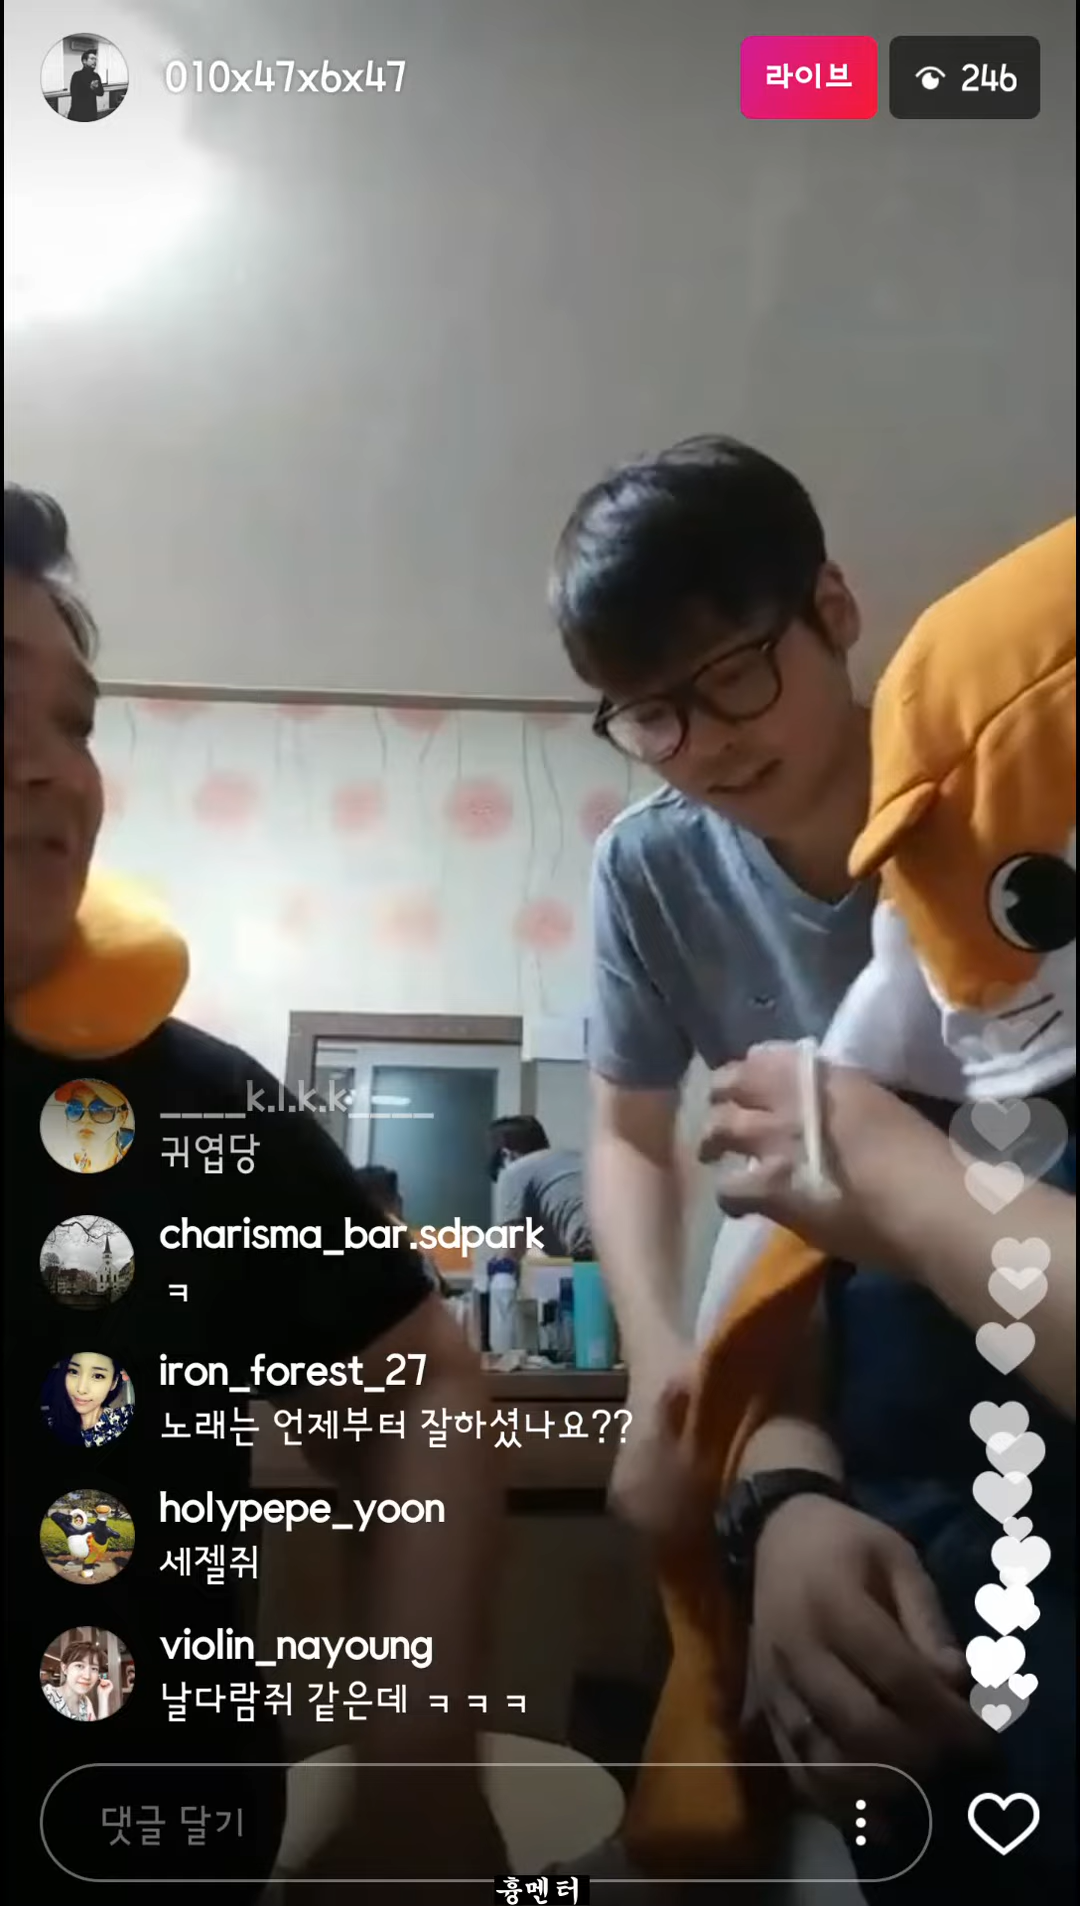 010x47x6x47
라이브
246
____k.l.k.k____
귀엽당
charisma_bar.sdpark
ㅋ
iron_forest_27
노래는 언제부터 잘하셨나요??
holypepe_yoon
세젤쥐
violin_nayoung
날다람쥐 같은데 ㅋㅋㅋ
댓글 달기
흥멘터